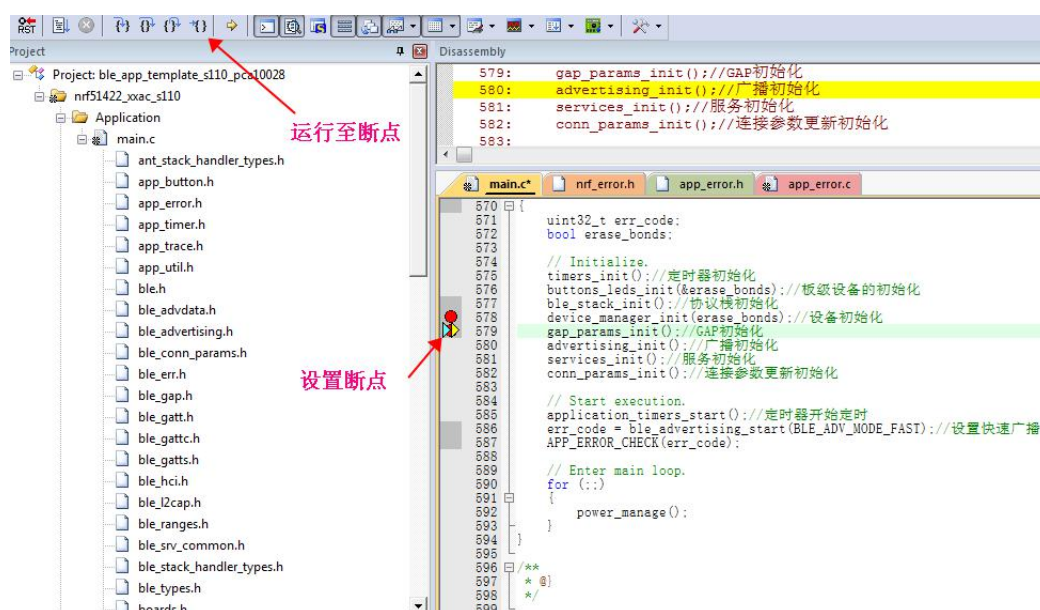 RST
Project
Disassembly
Project: ble_app_template_s110_pca10028
nrf51422_xxac_s110
Application
main.c
ant_stack_handler_types.h
app_button.h
app_error.h
app_timer.h
app_trace.h
app_util.h
ble.h
ble_advdata.h
ble_advertising.h
ble_conn_params.h
ble_err.h
ble_gap.h
ble_gatt.h
ble_gattc.h
ble_gatts.h
ble_hci.h
ble_l2cap.h
ble_ranges.h
ble_srv_common.h
ble_stack_handler_types.h
ble_types.h
boards.h
运行至断点
设置断点
579: gap_params_init();//GAP初始化
580: advertising_init();//广播初始化
581: services_init();//服务初始化
582: conn_params_init();//连接参数更新初始化
583:
main.c* nrf_error.h app_error.h app_error.c
570 {
571 uint32_t err_code;
572 bool erase_bonds;
573
574 // Initialize.
575 timers_init();//定时器初始化
576 buttons_leds_init(&erase_bonds);//板级设备的初始化
577 ble_stack_init();//协议栈初始化
578 device_manager_init(erase_bonds);//设备初始化
579 gap_params_init();//GAP初始化
580 advertising_init();//广播初始化
581 services_init();//服务初始化
582 conn_params_init();//连接参数更新初始化
583
584 // Start execution.
585 application_timers_start();//定时器开始定时
586 err_code = ble_advertising_start(BLE_ADV_MODE_FAST);//设置快速广播
587 APP_ERROR_CHECK(err_code);
588
589 // Enter main loop.
590 for (;;)
591 {
592 power_manage();
593 }
594 }
595
596 /**
597 * @}
598 */
599